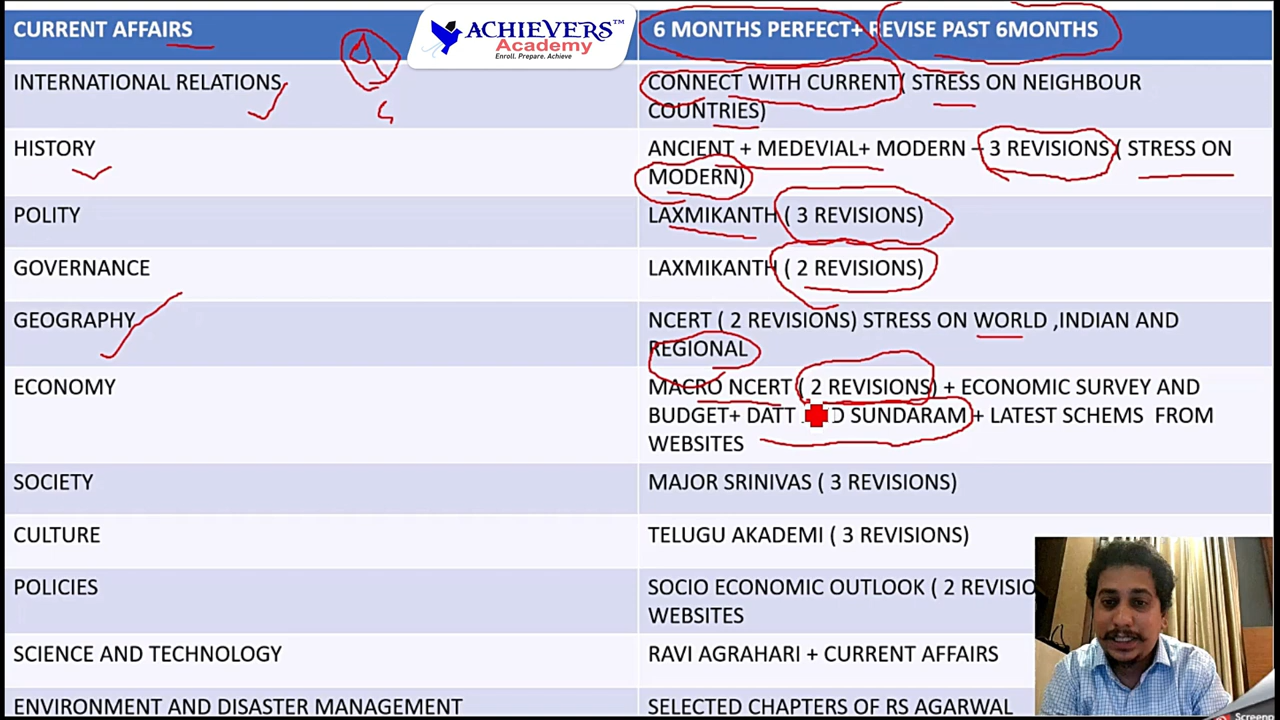 CURRENT AFFAIRS
ACHIEVERS™
Academy
Enroll. Prepare. Achieve
6 MONTHS PERFECT+ REVISE PAST 6MONTHS
INTERNATIONAL RELATIONS
CONNECT WITH CURRENT( STRESS ON NEIGHBOUR
COUNTRIES)
HISTORY
ANCIENT + MEDEVIAL+ MODERN – 3 REVISIONS ( STRESS ON
MODERN)
POLITY
LAXMIKANTH ( 3 REVISIONS)
GOVERNANCE
LAXMIKANTH ( 2 REVISIONS)
GEOGRAPHY
NCERT ( 2 REVISIONS) STRESS ON WORLD ,INDIAN AND
REGIONAL
ECONOMY
MACRO NCERT ( 2 REVISIONS) + ECONOMIC SURVEY AND
BUDGET+ DATT SUNDARAM + LATEST SCHEMS FROM
WEBSITES
SOCIETY
MAJOR SRINIVAS ( 3 REVISIONS)
CULTURE
TELUGU AKADEMI ( 3 REVISIONS)
POLICIES
SOCIO ECONOMIC OUTLOOK ( 2 REVISIO
WEBSITES
SCIENCE AND TECHNOLOGY
RAVI AGRAHARI + CURRENT AFFAIRS
ENVIRONMENT AND DISASTER MANAGEMENT
SELECTED CHAPTERS OF RS AGARWAL